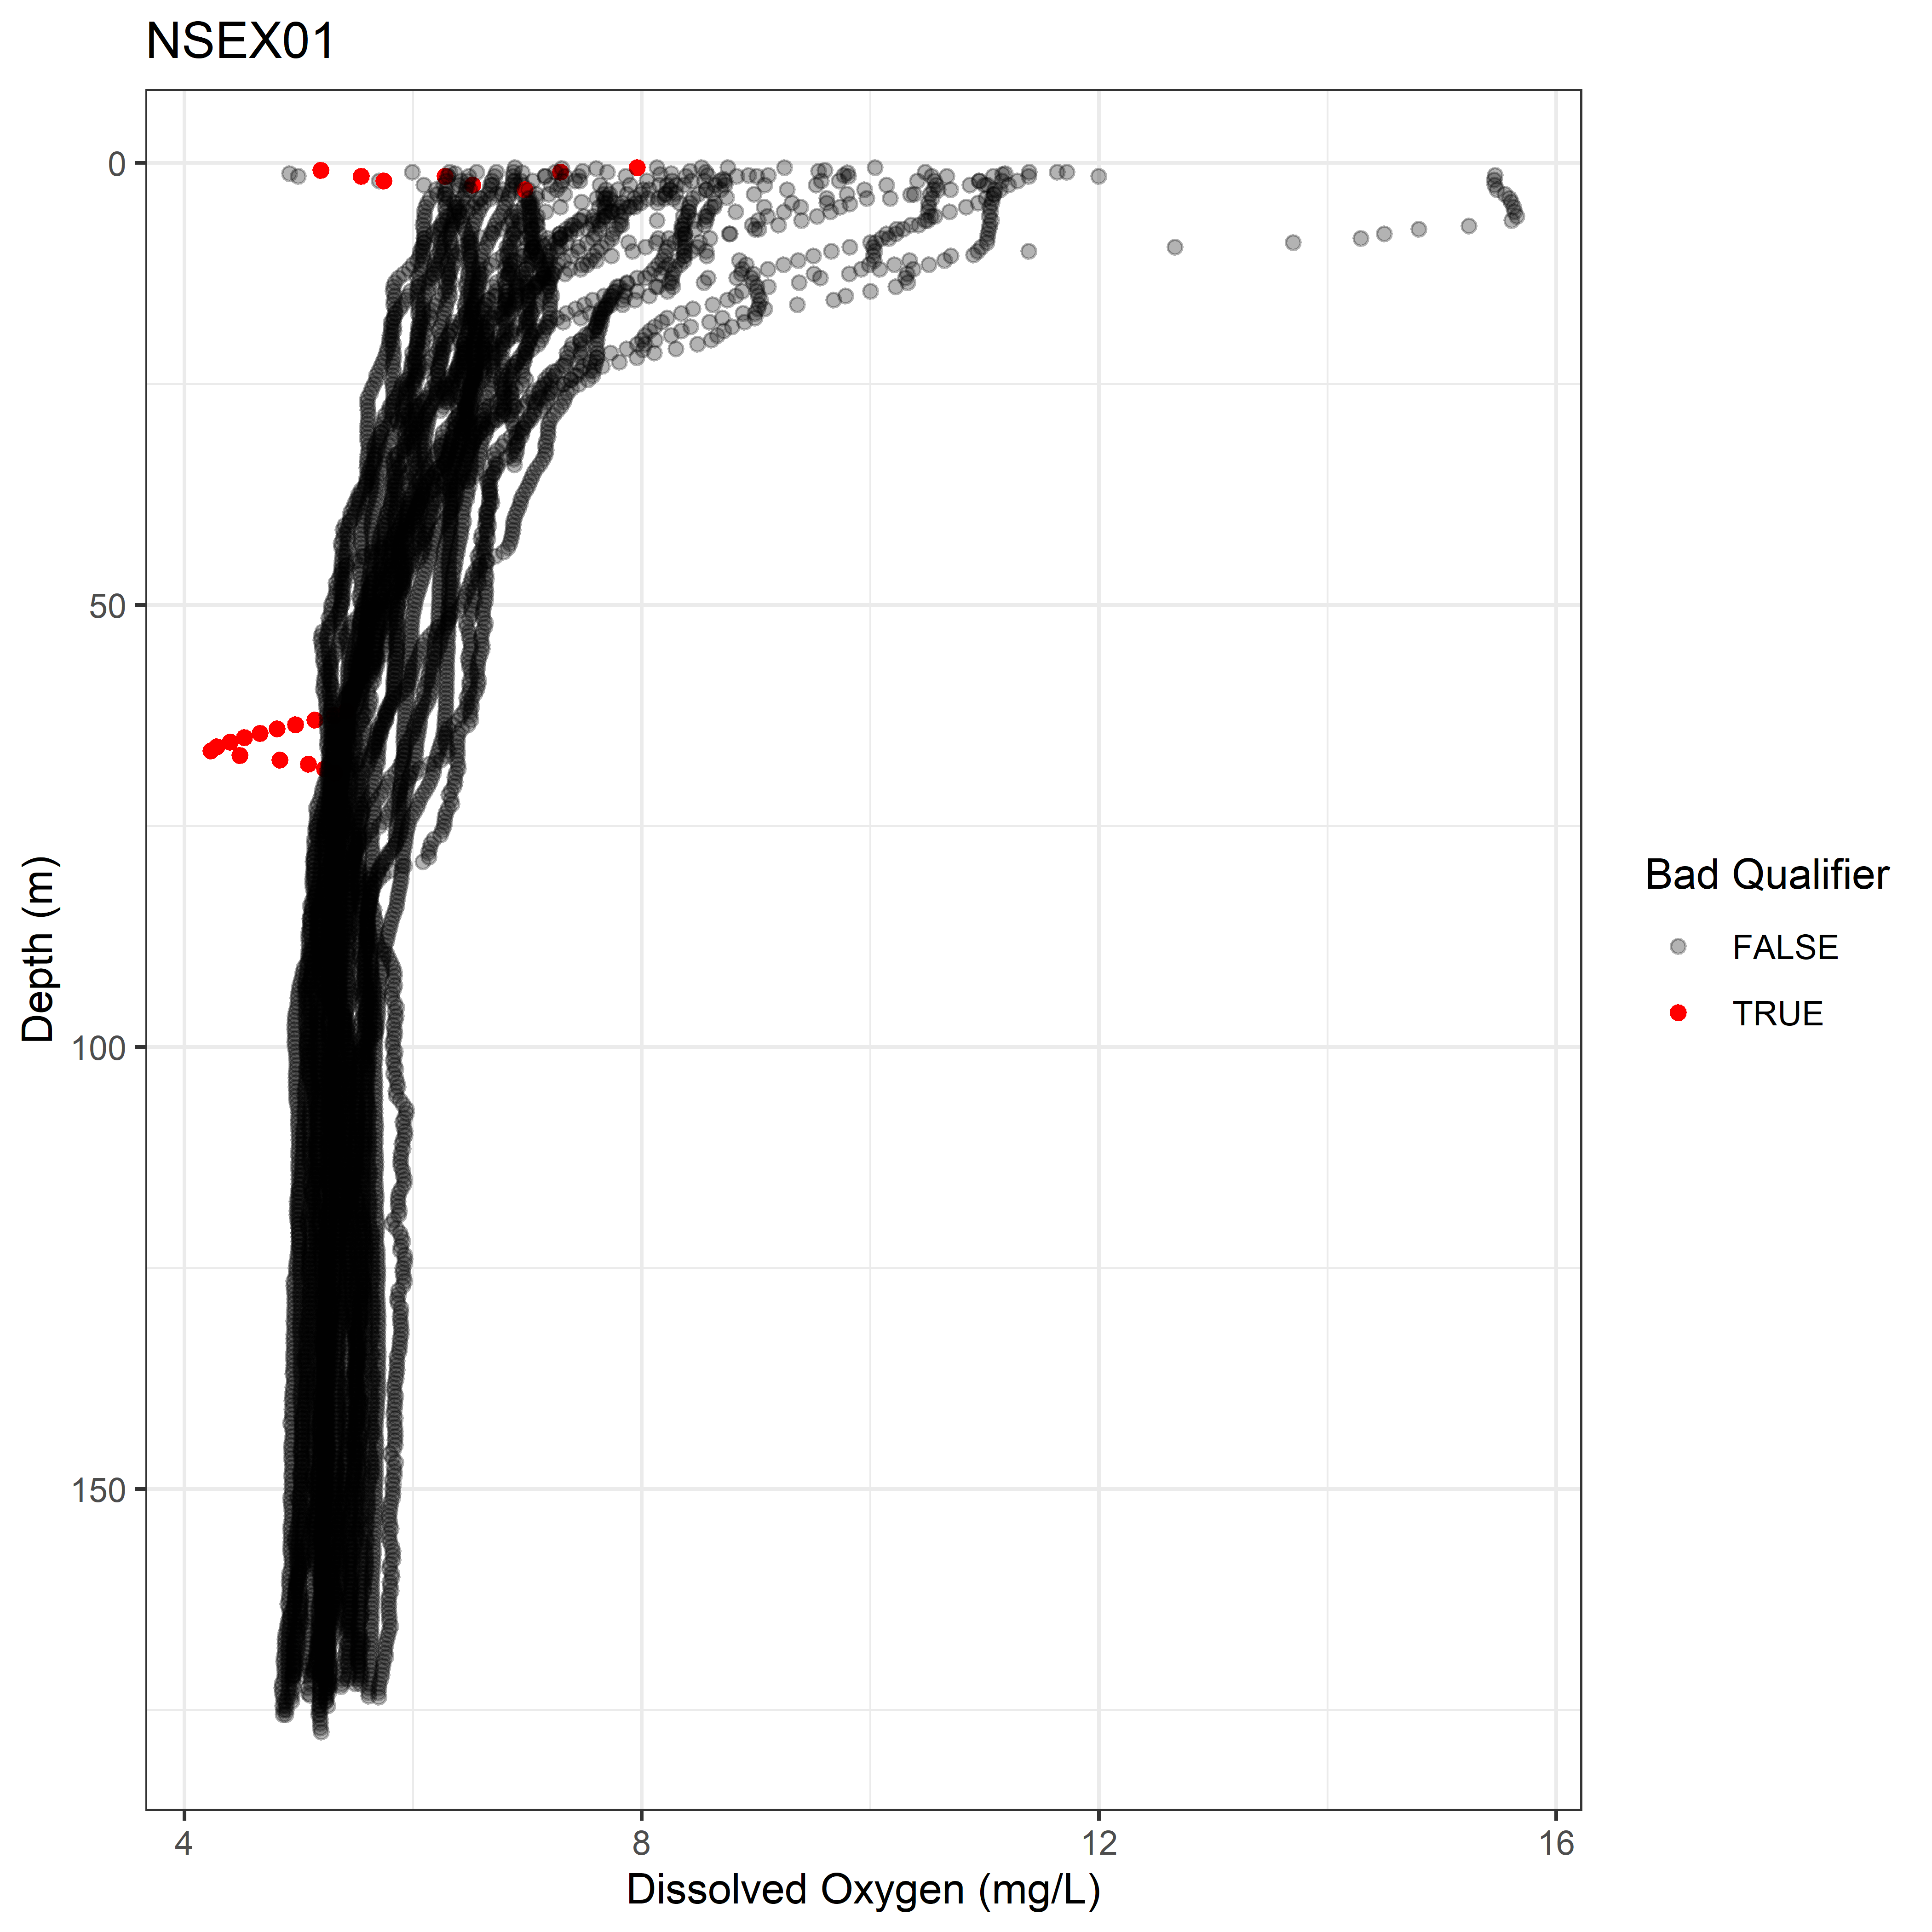 NSEX01
0
50
100
150
Depth (m)
4 8 12 16
Dissolved Oxygen (mg/L)
Bad Qualifier
FALSE
TRUE